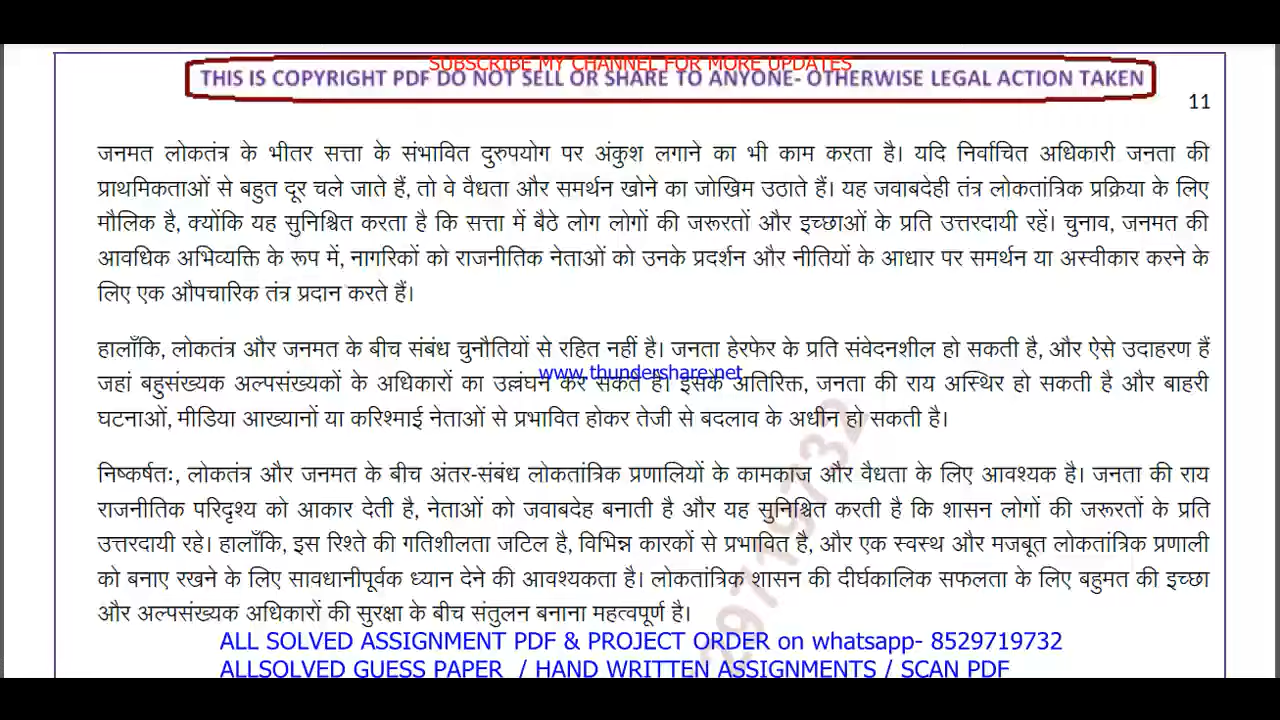 SUBSCRIBE MY CHANNEL FOR MORE UPDATES
THIS IS COPYRIGHT PDF DO NOT SELL OR SHARE TO ANYONE- OTHERWISE LEGAL ACTION TAKEN
11
जनमत लोकतंत्र के भीतर सत्ता के संभावित दुरुपयोग पर अंकुश लगाने का भी काम करता है। यदि निर्वाचित अधिकारी जनता की
प्राथमिकताओं से बहुत दूर चले जाते हैं, तो वे वैधता और समर्थन खोने का जोखिम उठाते हैं। यह जवाबदेही तंत्र लोकतांत्रिक प्रक्रिया के लिए
मौलिक है, क्योंकि यह सुनिश्चित करता है कि सत्ता में बैठे लोग लोगों की जरूरतों और इच्छाओं के प्रति उत्तरदायी रहें। चुनाव, जनमत की
आवधिक अभिव्यक्ति के रूप में, नागरिकों को राजनीतिक नेताओं को उनके प्रदर्शन और नीतियों के आधार पर समर्थन या अस्वीकार करने के
लिए एक औपचारिक तंत्र प्रदान करते हैं।
हालाँकि, लोकतंत्र और जनमत के बीच संबंध चुनौतियों से रहित नहीं है। जनता हेरफेर के प्रति संवेदनशील हो सकती है, और ऐसे उदाहरण हैं
www.thundershare.net
जहां बहुसंख्यक अल्पसंख्यकों के अधिकारों का उल्लंघन कर सकते हैं। इसके अतिरिक्त, जनता की राय अस्थिर हो सकती है और बाहरी
घटनाओं, मीडिया आख्यानों या करिश्माई नेताओं से प्रभावित होकर तेजी से बदलाव के अधीन हो सकती है।
निष्कर्षतः, लोकतंत्र और जनमत के बीच अंतर-संबंध लोकतांत्रिक प्रणालियों के कामकाज और वैधता के लिए आवश्यक है। जनता की राय
राजनीतिक परिदृश्य को आकार देती है, नेताओं को जवाबदेह बनाती है और यह सुनिश्चित करती है कि शासन लोगों की जरूरतों के प्रति
उत्तरदायी रहे। हालाँकि, इस रिश्ते की गतिशीलता जटिल है, विभिन्न कारकों से प्रभावित है, और एक स्वस्थ और मजबूत लोकतांत्रिक प्रणाली
को बनाए रखने के लिए सावधानीपूर्वक ध्यान देने की आवश्यकता है। लोकतांत्रिक शासन की दीर्घकालिक सफलता के लिए बहुमत की इच्छा
और अल्पसंख्यक अधिकारों की सुरक्षा के बीच संतुलन बनाना महत्वपूर्ण है।
ALL SOLVED ASSIGNMENT PDF & PROJECT ORDER on whatsapp- 8529719732
ALLSOLVED GUESS PAPER / HAND WRITTEN ASSIGNMENTS / SCAN PDF